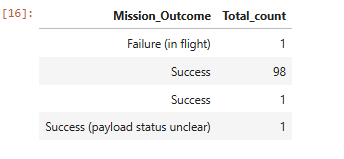 [16]: Mission_Outcome Total_count
Failure (in flight) 1
Success 98
Success 1
Success (payload status unclear) 1